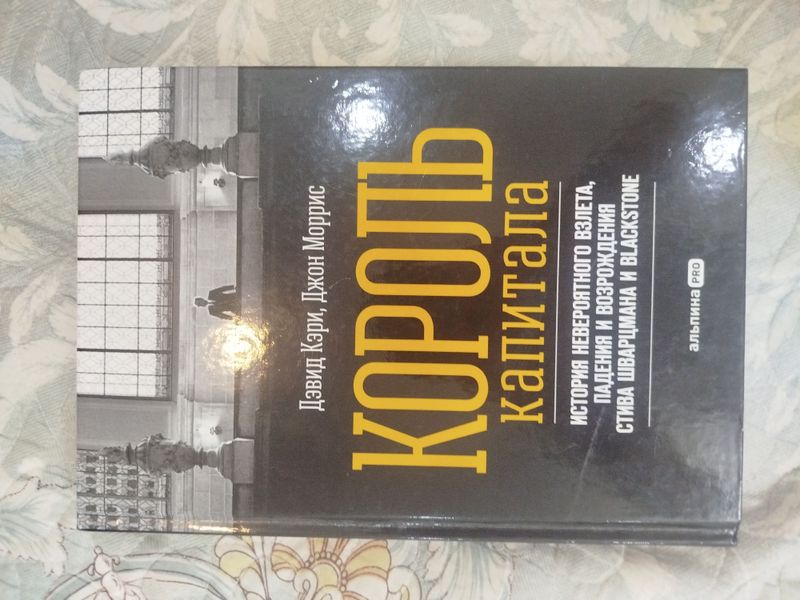 Дэвид Кэри, Джон Моррис
КОРОЛЬ
капитала
ИСТОРИЯ НЕВЕРОЯТНОГО ВЗЛЕТА,
ПАДЕНИЯ И ВОЗРОЖДЕНИЯ
СТИВА ШВАРЦМАНА И BLACKSTONE
альпина PRO